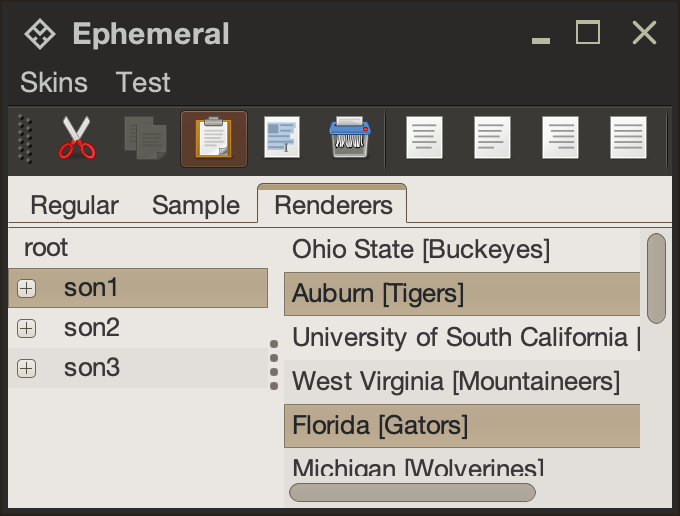 Ephemeral
Skins Test
Regular Sample Renderers
root
son1
son2
son3
Ohio State [Buckeyes]
Auburn [Tigers]
University of South California [
West Virginia [Mountaineers]
Florida [Gators]
Michigan [Wolverines]